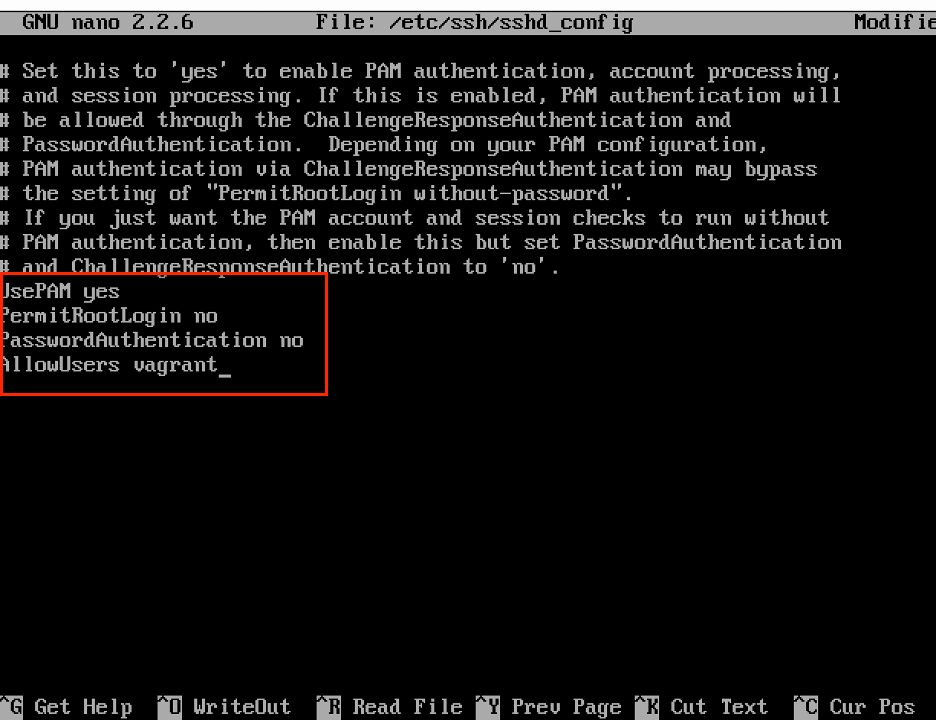 GNU nano 2.2.6 File: /etc/ssh/sshd_config Modifie
# Set this to 'yes' to enable PAM authentication, account processing,
# and session processing. If this is enabled, PAM authentication will
# be allowed through the ChallengeResponseAuthentication and
# PasswordAuthentication.  Depending on your PAM configuration,
# PAM authentication via ChallengeResponseAuthentication may bypass
# the setting of "PermitRootLogin without-password".
# If you just want the PAM account and session checks to run without
# PAM authentication, then enable this but set PasswordAuthentication
# and ChallengeResponseAuthentication to 'no'.
UsePAM yes
PermitRootLogin no
PasswordAuthentication no
AllowUsers vagrant_
^G Get Help ^O WriteOut ^R Read File ^Y Prev Page ^K Cut Text ^C Cur Pos